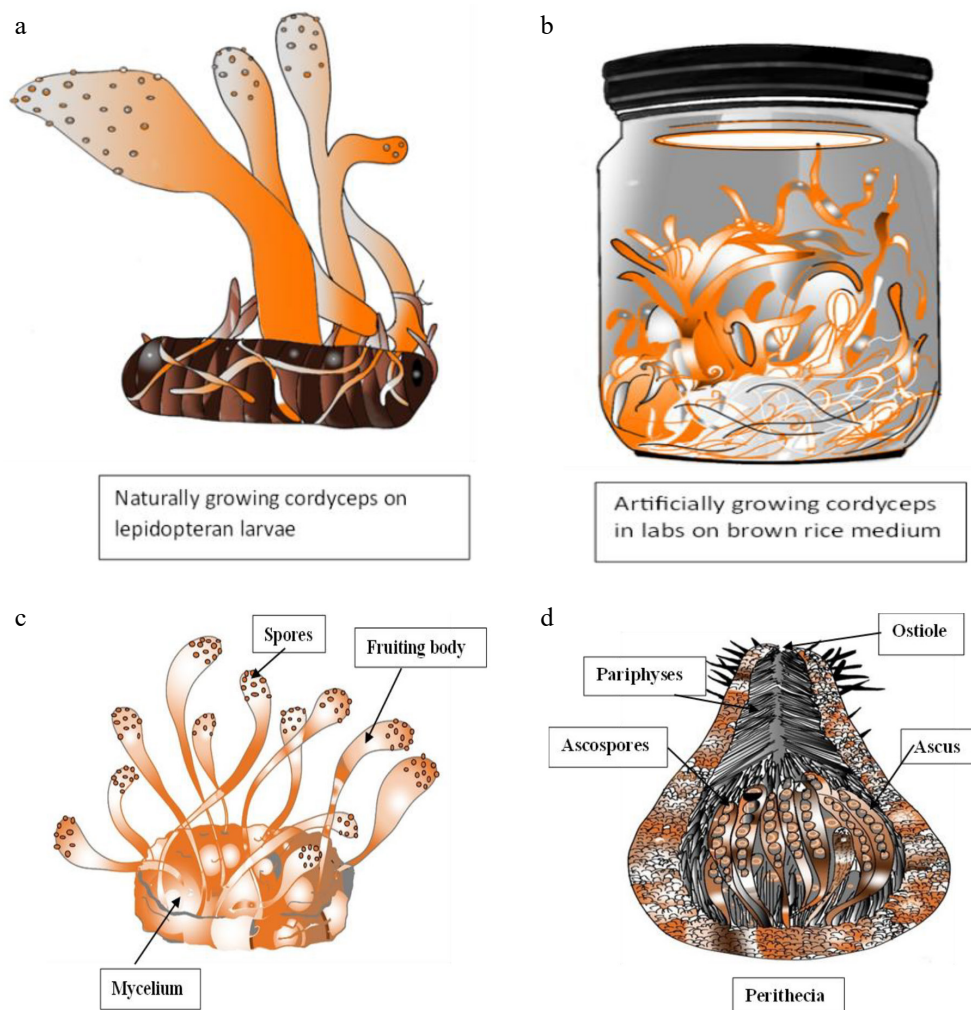 a
b
Naturally growing cordyceps on
lepidopteran larvae
Artificially growing cordyceps
in labs on brown rice medium
c
Spores
Fruiting body
Mycelium
d
Ostiole
Pariphyses
Ascospores
Ascus
Perithecia